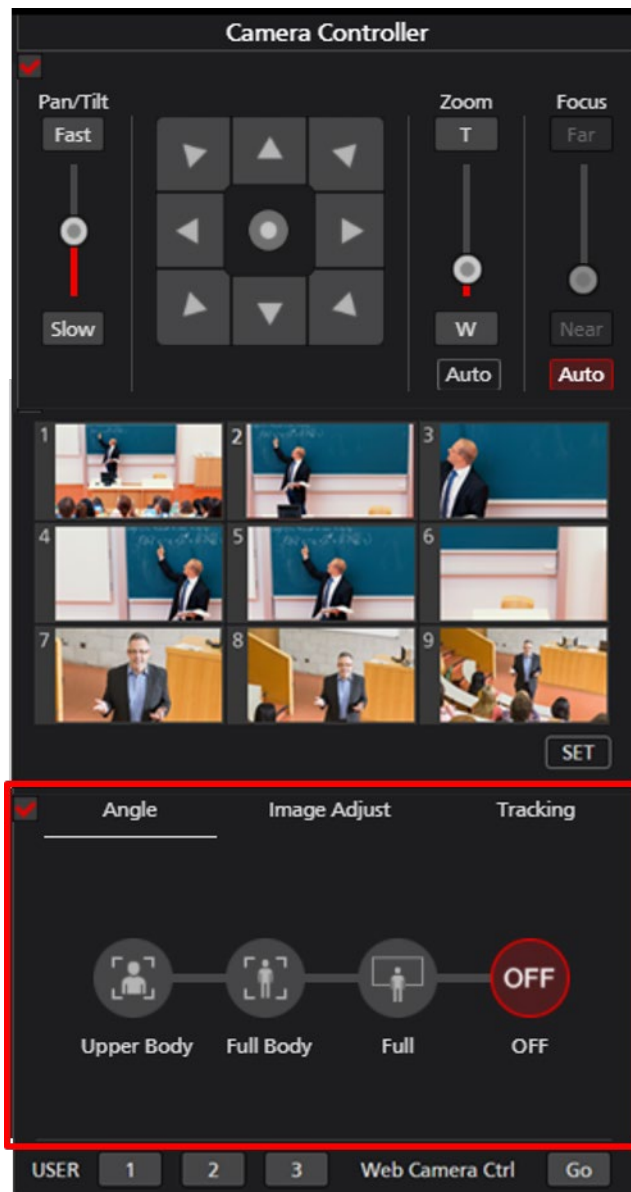 Camera Controller
Pan/Tilt Zoom Focus
Fast T Far
Slow W Near
Auto Auto
1 2 3
4 5 6
7 8 9
SET
Angle Image Adjust Tracking
OFF
Upper Body Full Body Full OFF
USER 1 2 3 Web Camera Ctrl Go